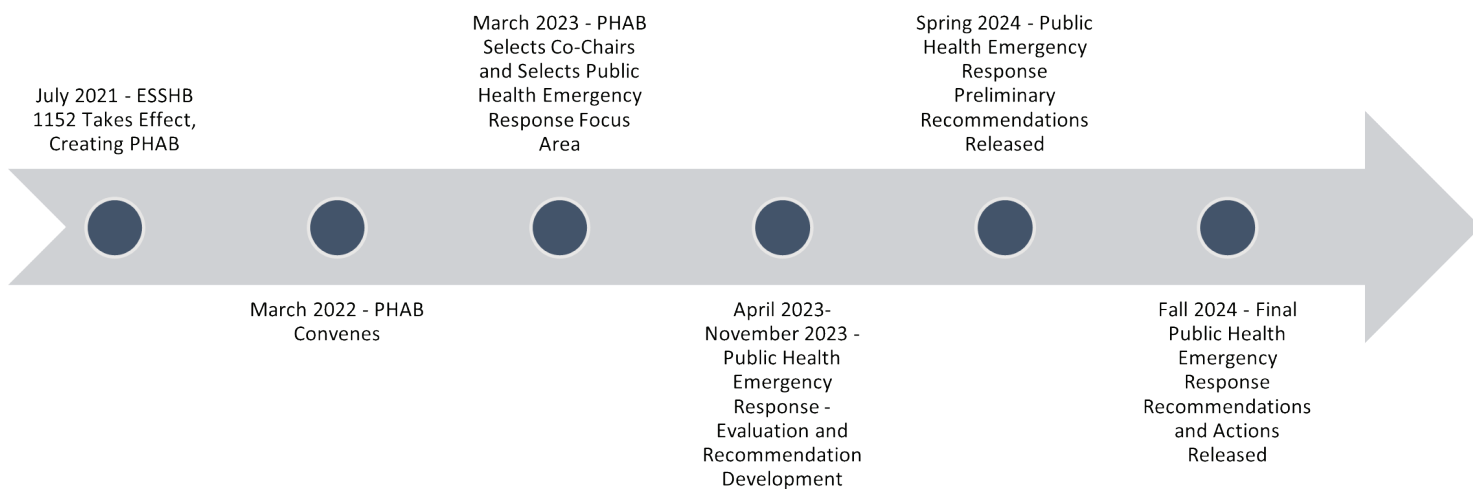 July 2021 - ESSHB
1152 Takes Effect,
Creating PHAB
March 2022 - PHAB
Convenes
March 2023 - PHAB
Selects Co-Chairs
and Selects Public
Health Emergency
Response Focus
Area
April 2023-
November 2023 -
Public Health
Emergency
Response -
Evaluation and
Recommendation
Development
Spring 2024 - Public
Health Emergency
Response
Preliminary
Recommendations
Released
Fall 2024 - Final
Public Health
Emergency
Response
Recommendations
and Actions
Released